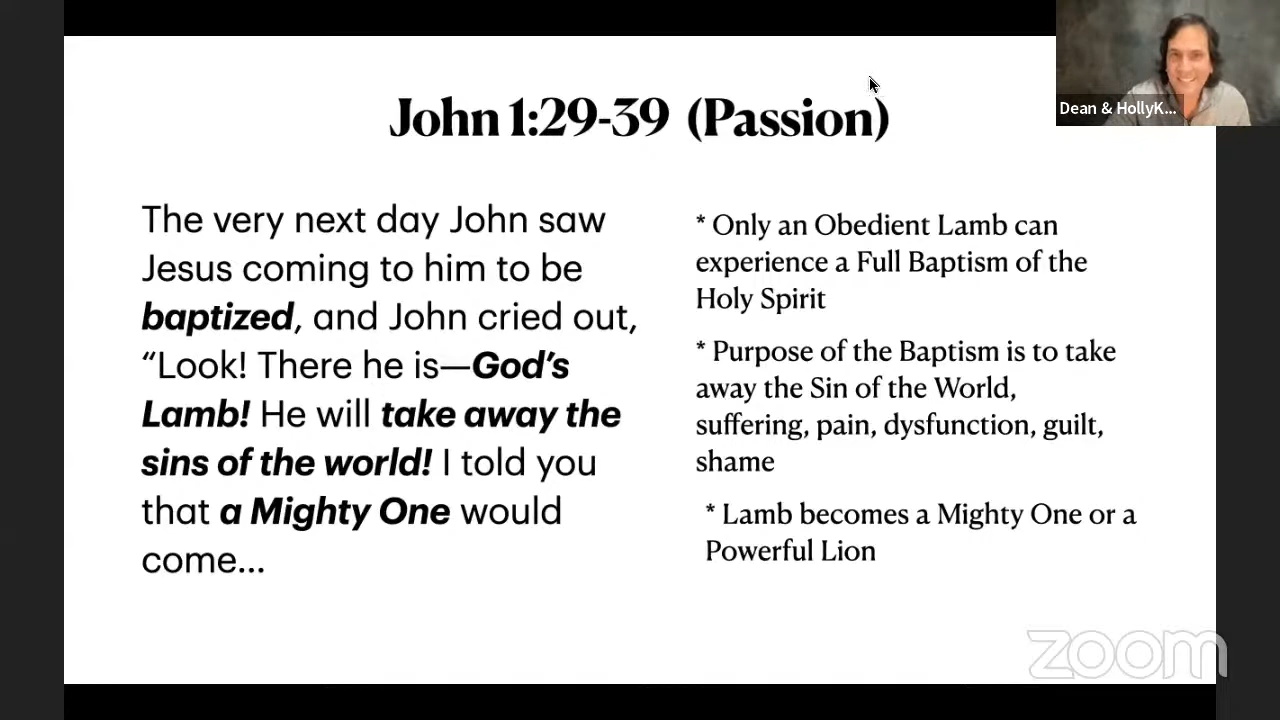 Dean & HollyK...
John 1:29-39 (Passion)
The very next day John saw
Jesus coming to him to be
baptized, and John cried out,
“Look! There he is—God’s
Lamb! He will take away the
sins of the world! I told you
that a Mighty One would
come...
* Only an Obedient Lamb can
experience a Full Baptism of the
Holy Spirit
* Purpose of the Baptism is to take
away the Sin of the World,
suffering, pain, dysfunction, guilt,
shame
* Lamb becomes a Mighty One or a
Powerful Lion
zoom